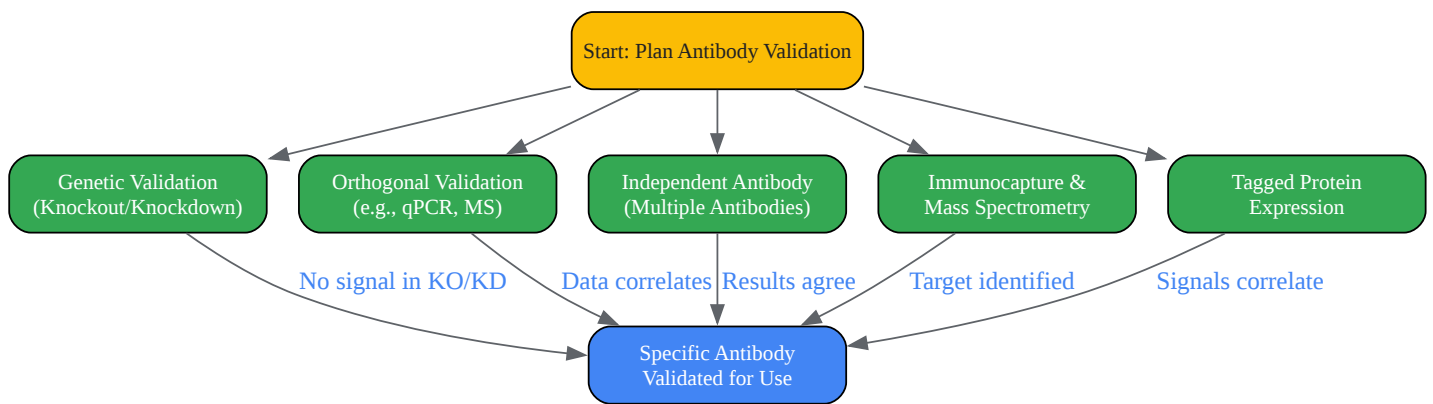 Start: Plan Antibody Validation
Genetic Validation
(Knockout/Knockdown)
Orthogonal Validation
(e.g., qPCR, MS)
Independent Antibody
(Multiple Antibodies)
Immunocapture &
Mass Spectrometry
Tagged Protein
Expression
No signal in KO/KD
Data correlates
Results agree
Target identified
Signals correlate
Specific Antibody
Validated for Use